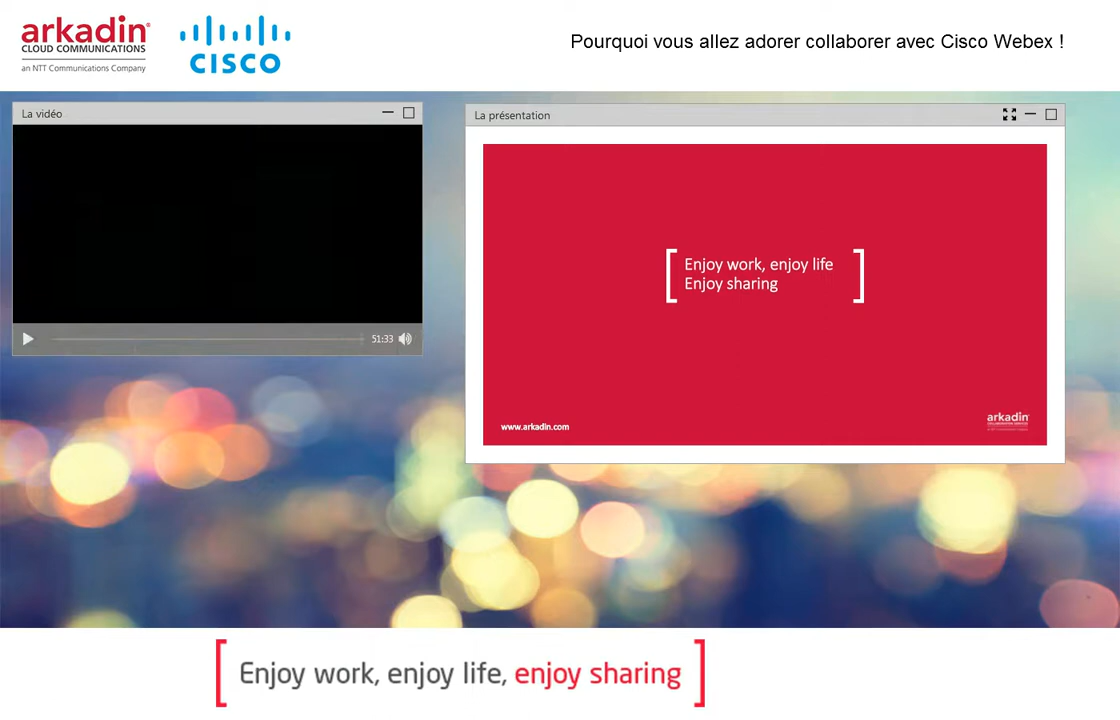 arkadin
CLOUD COMMUNICATIONS
an NTT Communications Company
CISCO
Pourquoi vous allez adorer collaborer avec Cisco Webex !
La vidéo
51:33
La présentation
Enjoy work, enjoy life
Enjoy sharing
www.arkadin.com
arkadin
Enjoy work, enjoy life, enjoy sharing